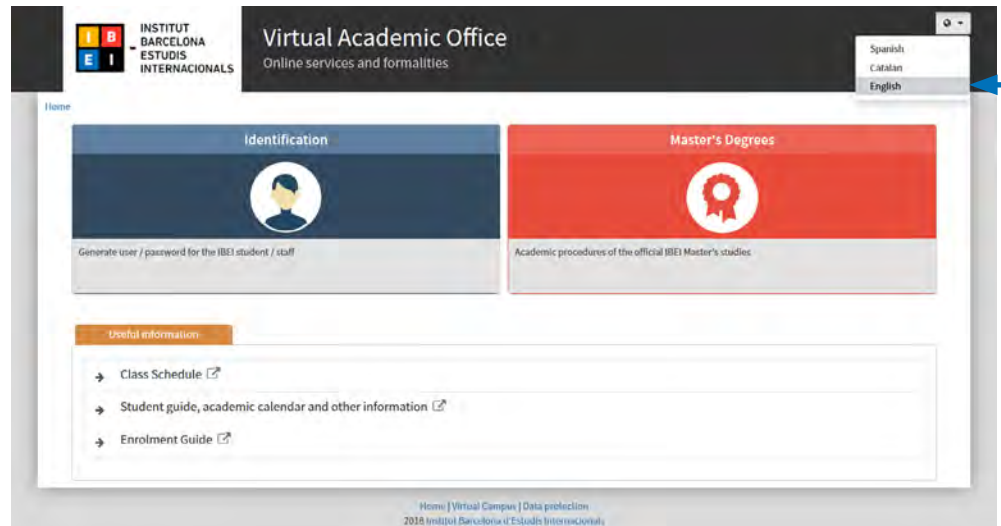 I B
E I
INSTITUT
BARCELONA
ESTUDIS
INTERNACIONALS
Virtual Academic Office
Online services and formalities
Spanish
Catalan
English
Home
Identification
Master's Degrees
Generate user / password for the IBEI student / staff
Academic procedures of the official IBEI Master's studies
Useful information
Class Schedule
Student guide, academic calendar and other information
Enrolment Guide
Home | Virtual Campus | Data protection
2018 Institut Barcelona d'Estudis Internacionals